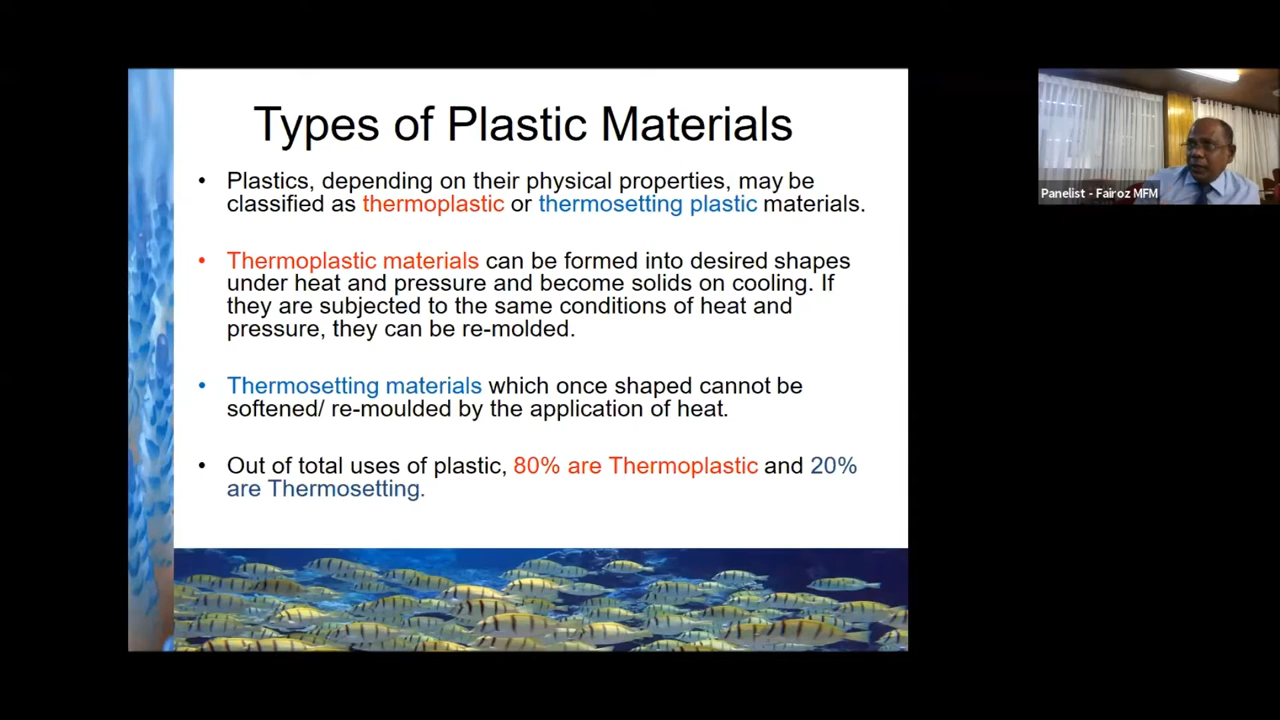 Types of Plastic Materials
• Plastics, depending on their physical properties, may be
classified as thermoplastic or thermosetting plastic materials.
• Thermoplastic materials can be formed into desired shapes
under heat and pressure and become solids on cooling. If
they are subjected to the same conditions of heat and
pressure, they can be re-molded.
• Thermosetting materials which once shaped cannot be
softened/ re-moulded by the application of heat.
• Out of total uses of plastic, 80% are Thermoplastic and 20%
are Thermosetting.
Panelist - Fairoz MFM